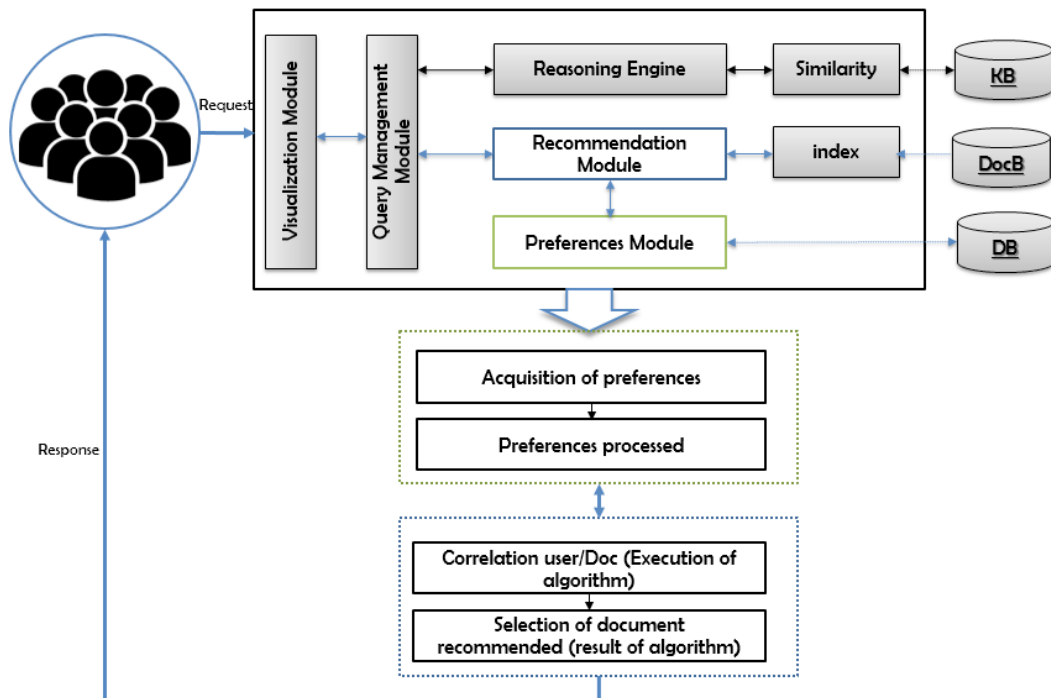 Request
Visualization Module
Query Management
Module
Reasoning Engine
Similarity
KB
Recommendation
Module
index
DocB
Preferences Module
DB
Acquisition of preferences
Preferences processed
Response
Correlation user/Doc (Execution of
algorithm)
Selection of document
recommended (result of algorithm)